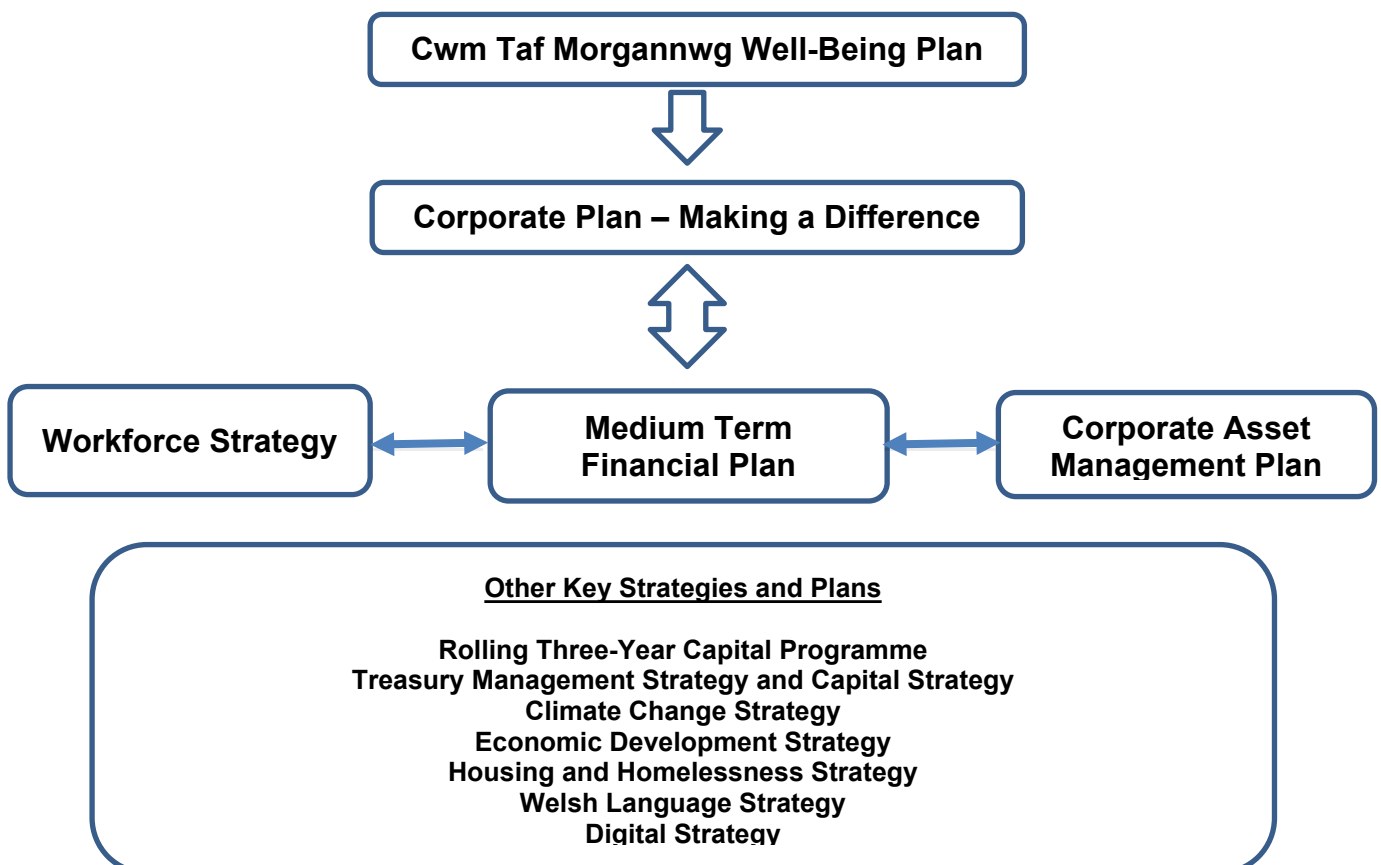 Cwm Taf Morgannwg Well-Being Plan
Corporate Plan – Making a Difference
Workforce Strategy
Medium Term
Financial Plan
Corporate Asset
Management Plan
Other Key Strategies and Plans
Rolling Three-Year Capital Programme
Treasury Management Strategy and Capital Strategy
Climate Change Strategy
Economic Development Strategy
Housing and Homelessness Strategy
Welsh Language Strategy
Digital Strategy